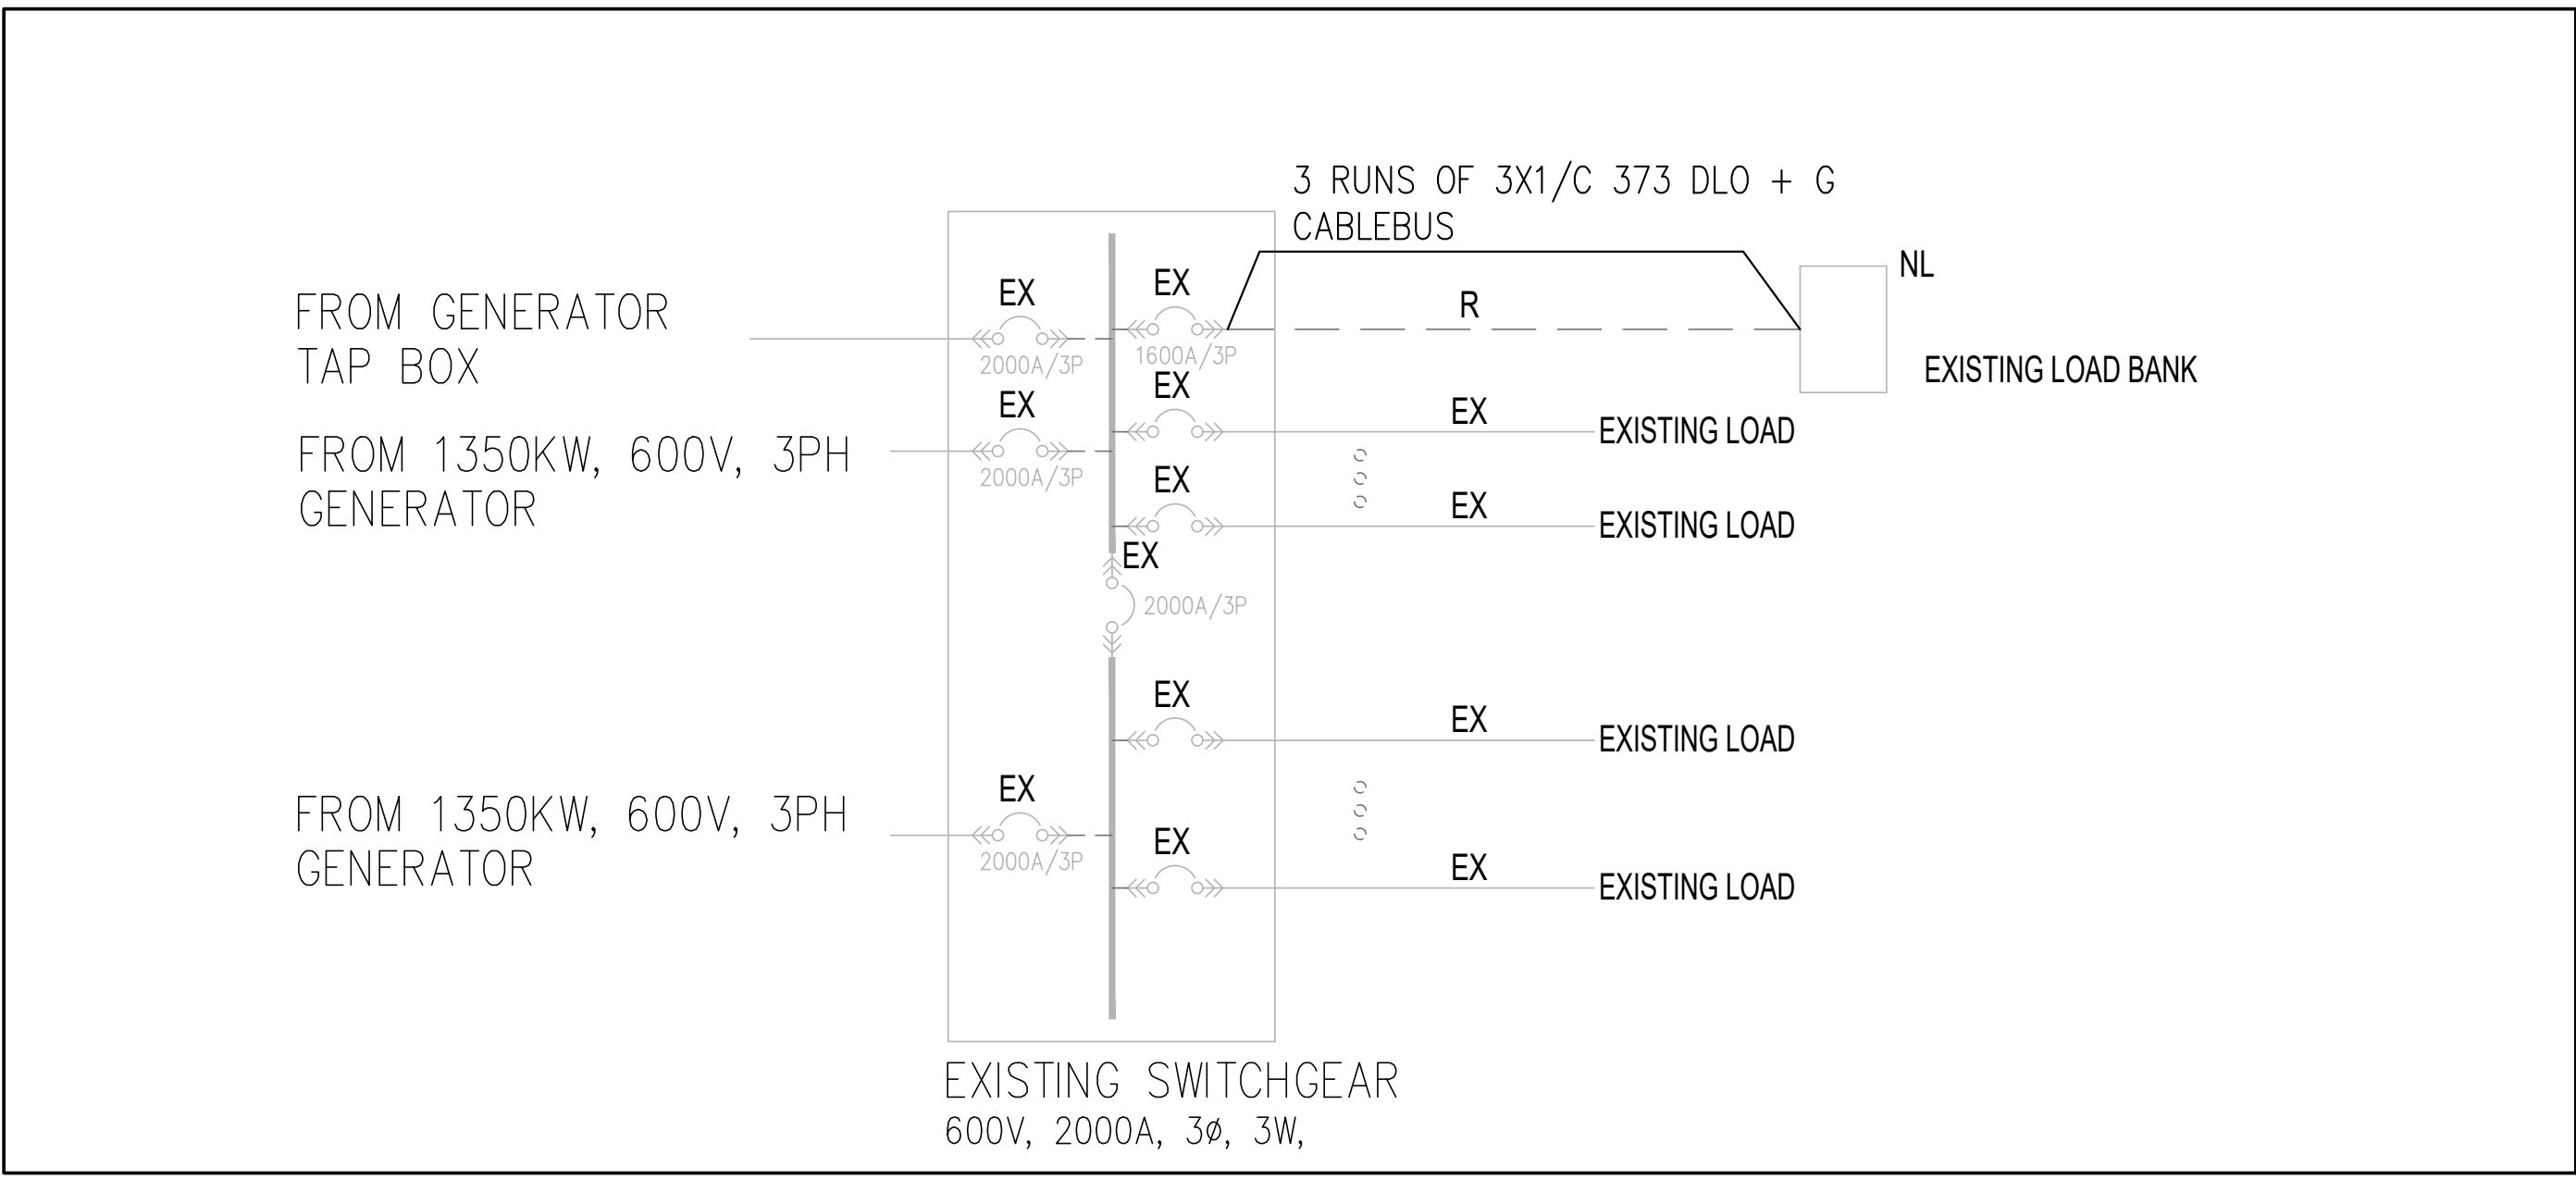 3 RUNS OF 3X1/C 373 DLO + G
CABLEBUS
NL
EX
EX
R
FROM GENERATOR
TAP BOX
2000A/3P
1600A/3P
EXISTING LOAD BANK
EX
EX
EX
EXISTING LOAD
FROM 1350KW, 600V, 3PH
GENERATOR
2000A/3P
EX
EX
EXISTING LOAD
EX
2000A/3P
EX
EX
EXISTING LOAD
FROM 1350KW, 600V, 3PH
GENERATOR
EX
2000A/3P
EX
EX
EXISTING LOAD
EXISTING SWITCHGEAR
600V, 2000A, 3ø, 3W,